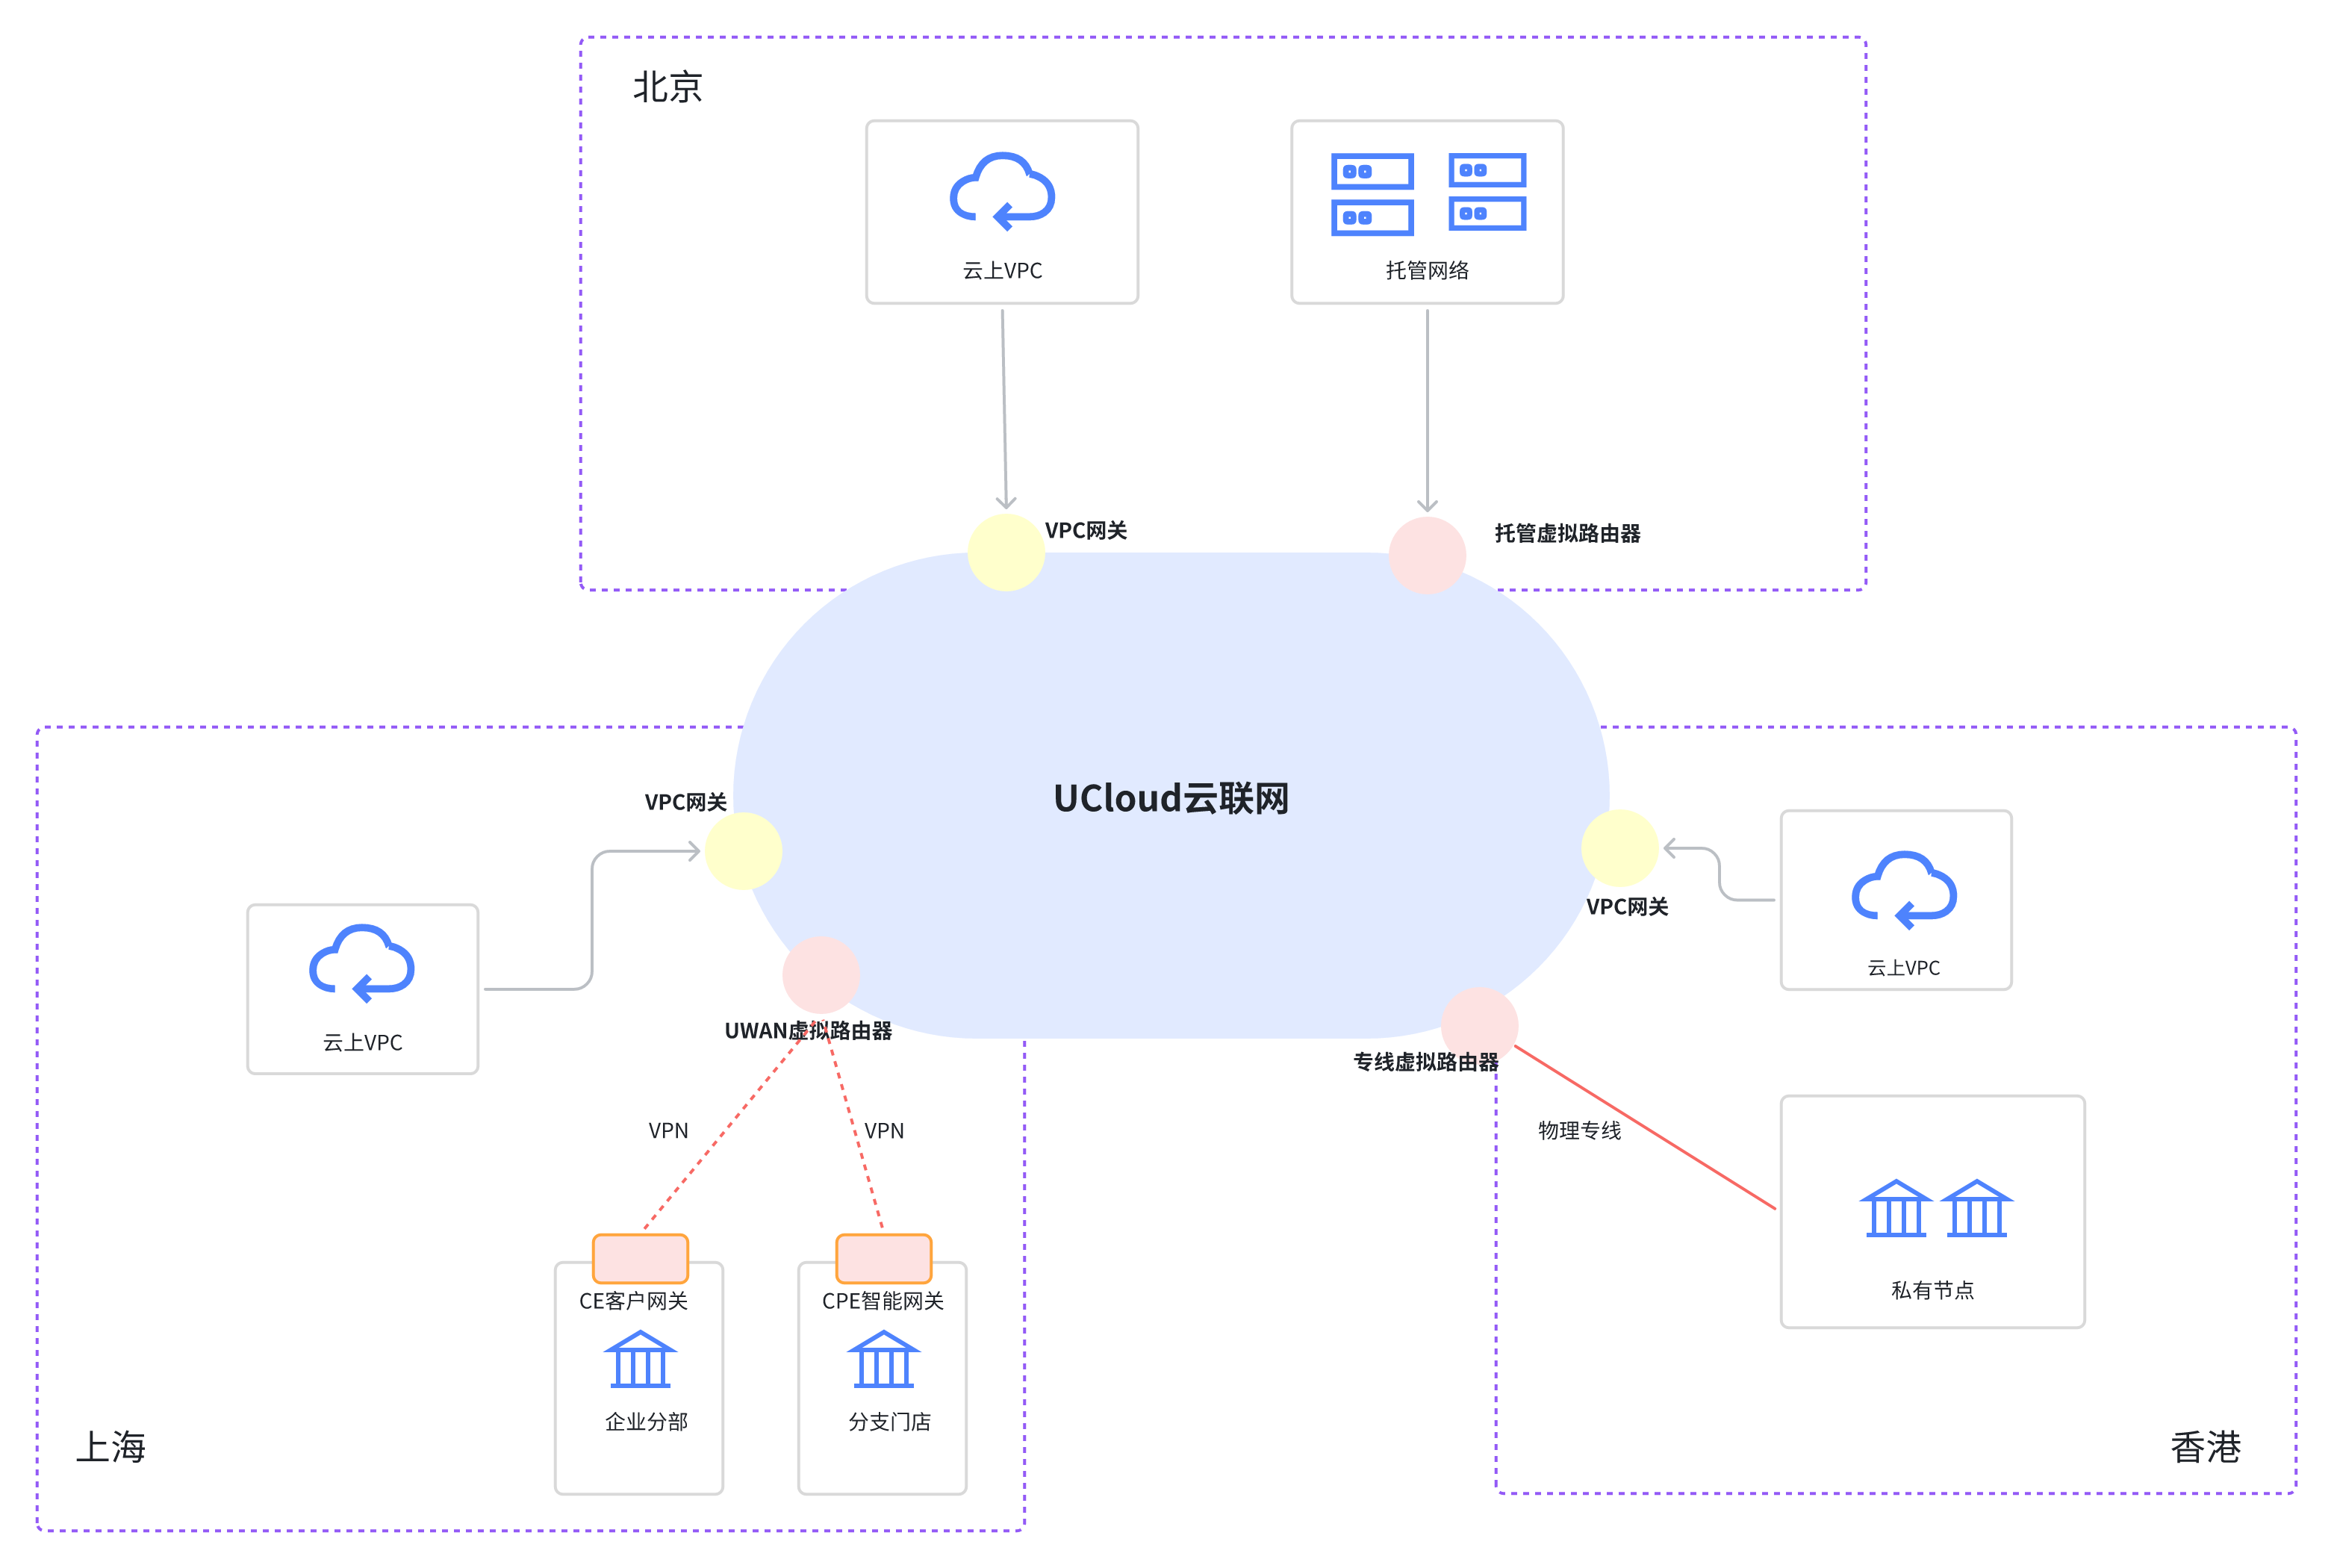 北京
云上VPC
托管网络
VPC网关
托管虚拟路由器
UCloud云联网
VPC网关
VPC网关
云上VPC
云上VPC
UWAN虚拟路由器
专线虚拟路由器
VPN
VPN
物理专线
CE客户网关
CPE智能网关
私有节点
企业分部
分支门店
上海
香港